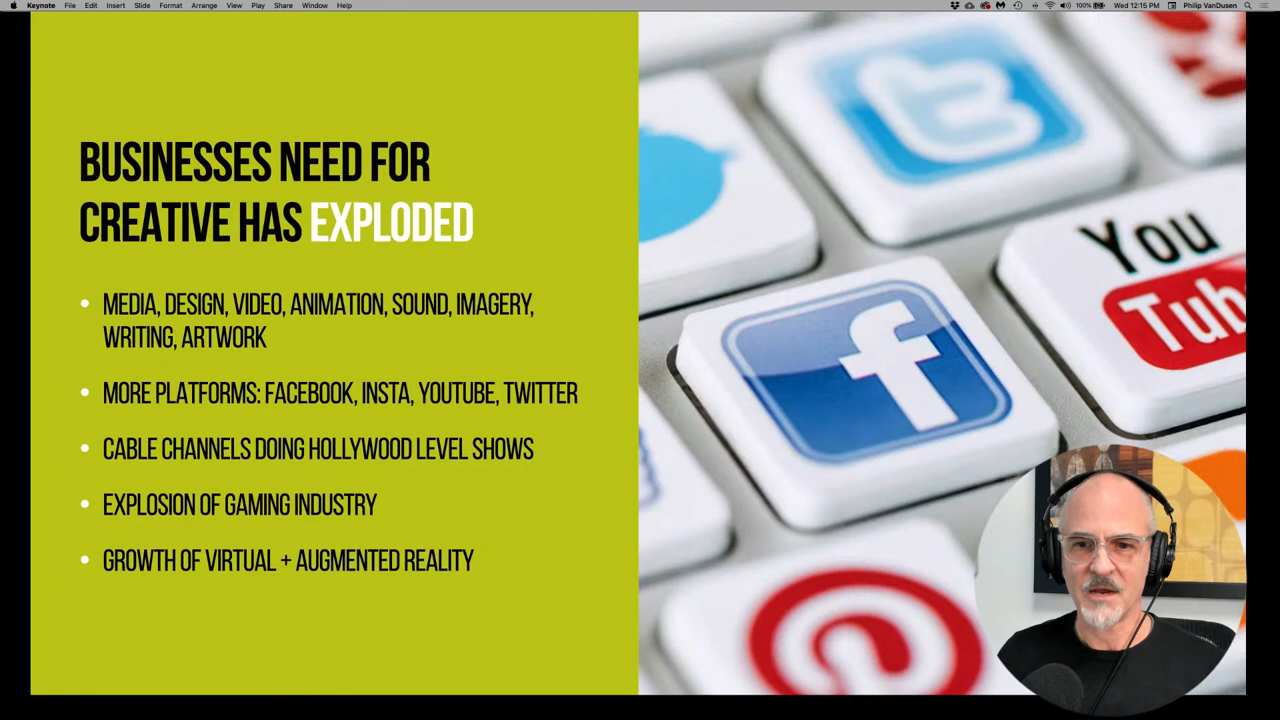 Keynote File Edit Insert Slide Format Arrange View Play Share Window Help 100% Wed 12:15 PM Philip VanDusen
BUSINESSES NEED FOR
CREATIVE HAS EXPLODED
• MEDIA, DESIGN, VIDEO, ANIMATION, SOUND, IMAGERY,
WRITING, ARTWORK
• MORE PLATFORMS: FACEBOOK, INSTA, YOUTUBE, TWITTER
• CABLE CHANNELS DOING HOLLYWOOD LEVEL SHOWS
• EXPLOSION OF GAMING INDUSTRY
• GROWTH OF VIRTUAL + AUGMENTED REALITY
You
Tub